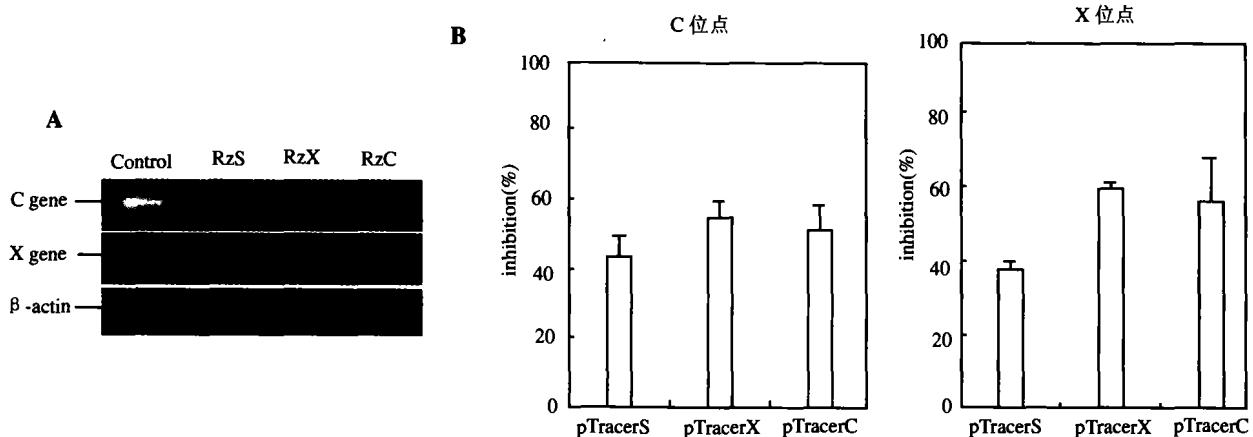 A
Control RzS RzX RzC
C gene
X gene
β-actin
B
C 位点
100
80
60
40
20
0
inhibition(%)
pTracerS pTracerX pTracerC
X 位点
100
80
60
40
20
0
inhibition(%)
pTracerS pTracerX pTracerC